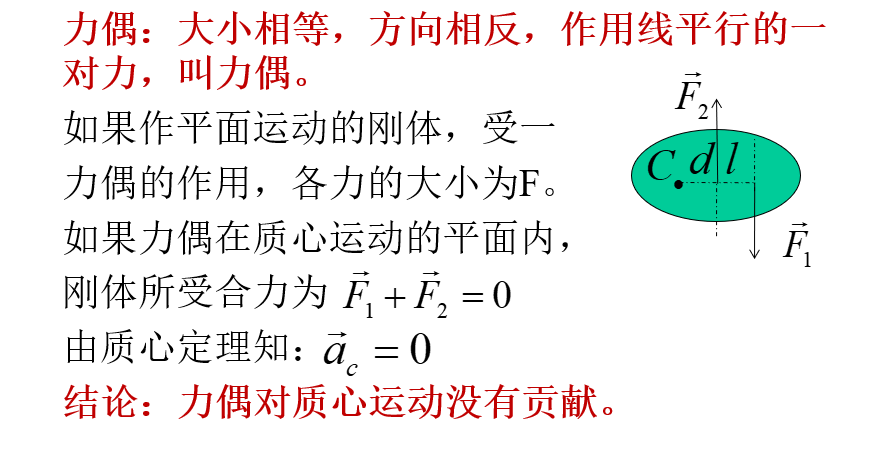 力偶：大小相等，方向相反，作用线平行的一
对力，叫力偶。
如果作平面运动的刚体，受一
力偶的作用，各力的大小为F。
如果力偶在质心运动的平面内，
刚体所受合力为 F⃗₁ + F⃗₂ = 0
由质心定理知：a⃗c = 0
结论：力偶对质心运动没有贡献。
F⃗₂
C d l
F⃗₁